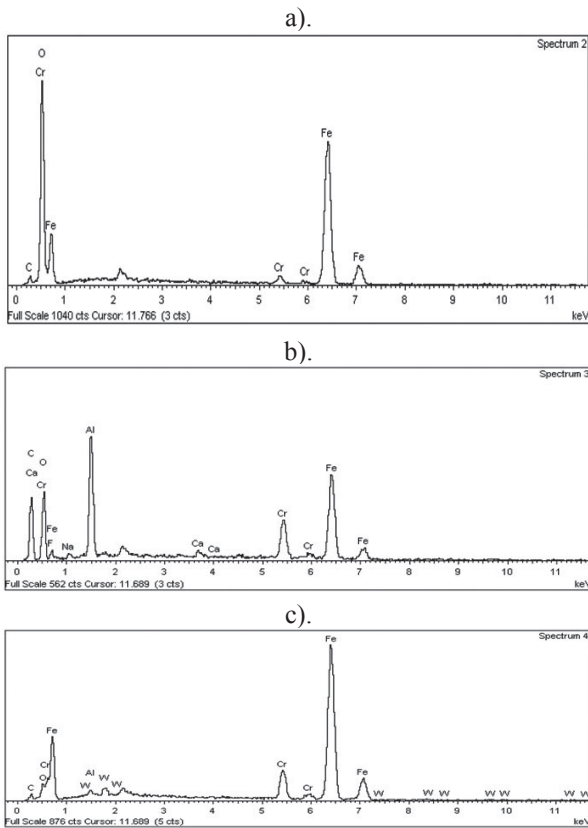 a).
Spectrum 2
O
Cr
Fe
Fe
C
Cr
Cr
Fe
0 1 2 3 4 5 6 7 8 9 10 11
Full Scale 1040 cts Cursor: 11.766 (3 cts)
keV
b).
Spectrum 3
C
O
Al
Ca
Cr
Fe
Fe
F
Na
Ca
Ca
Cr
Cr
Fe
0 1 2 3 4 5 6 7 8 9 10 11
Full Scale 562 cts Cursor: 11.689 (3 cts)
keV
c).
Spectrum 4
Fe
Fe
Cr
O
C
Al
W
W
W
Cr
Cr
Fe
W W W W W W W
0 1 2 3 4 5 6 7 8 9 10 11
Full Scale 876 cts Cursor: 11.689 (5 cts)
keV